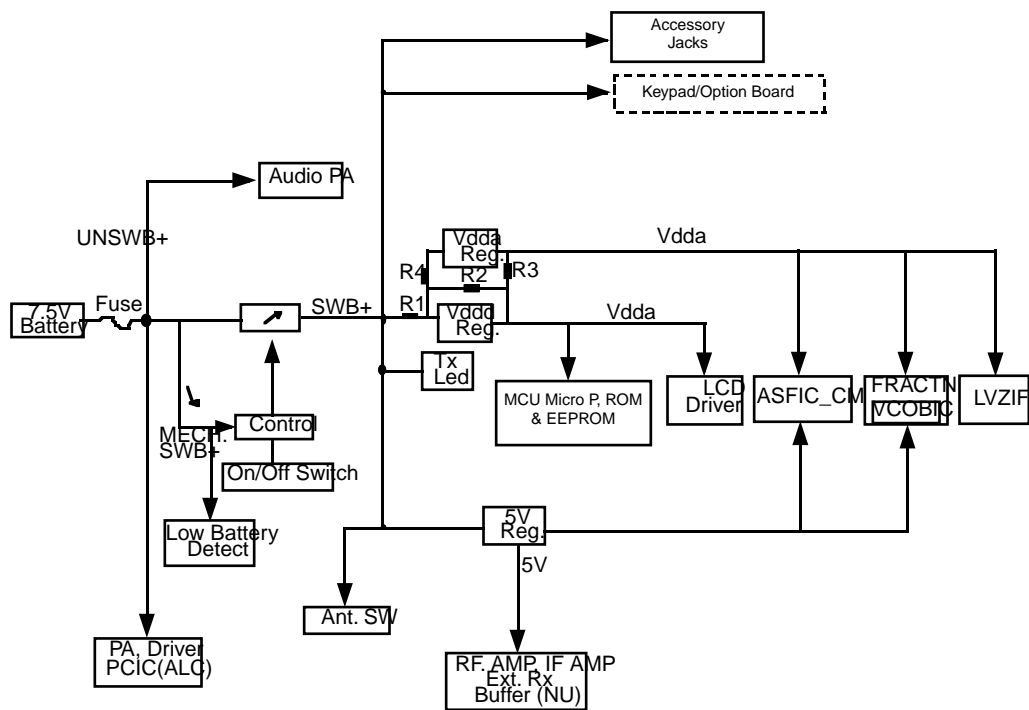 Accessory
Jacks
Keypad/Option Board
Audio PA
UNSWB+
Vdda
Reg.
Vdda
R4
R2
R3
Fuse
SWB+
R1
7.5V
Battery
Vddd
Reg.
Vdda
Tx
Led
MCU Micro P, ROM
& EEPROM
LCD
Driver
ASFIC_CM
FRACTN
VCOBIC
LVZIF
MECH.
SWB+
Control
On/Off Switch
Low Battery
Detect
5V
Reg.
5V
Ant. SW
PA, Driver
PCIC(ALC)
RF. AMP, IF AMP
Ext. Rx
Buffer (NU)